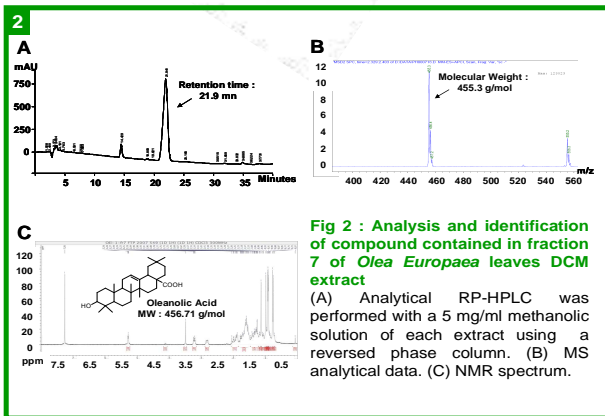 2
A
mAU
750
500
250
0
Retention time :
21.9 mn
5 10 15 20 25 30 35 Minutes
B
12
10
8
6
4
2
0
Molecular Weight :
455.3 g/mol
400 420 440 460 480 500 520 540 560
m/z
C
120
100
80
60
40
20
0
HO
COOH
Oleanolic Acid
MW : 456.71 g/mol
ppm 7.5 6.5 5.5 4.5 3.5 2.5 1.5 0.5
Fig 2 : Analysis and identification
of compound contained in fraction
7 of Olea Europaea leaves DCM
extract
(A) Analytical RP-HPLC was
performed with a 5 mg/ml methanolic
solution of each extract using a
reversed phase column. (B) MS
analytical data. (C) NMR spectrum.